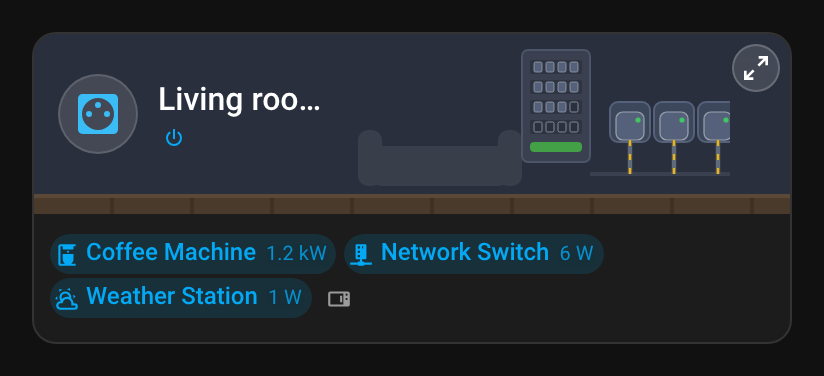 Living roo...
Coffee Machine 1.2 kW Network Switch 6 W
Weather Station 1 W